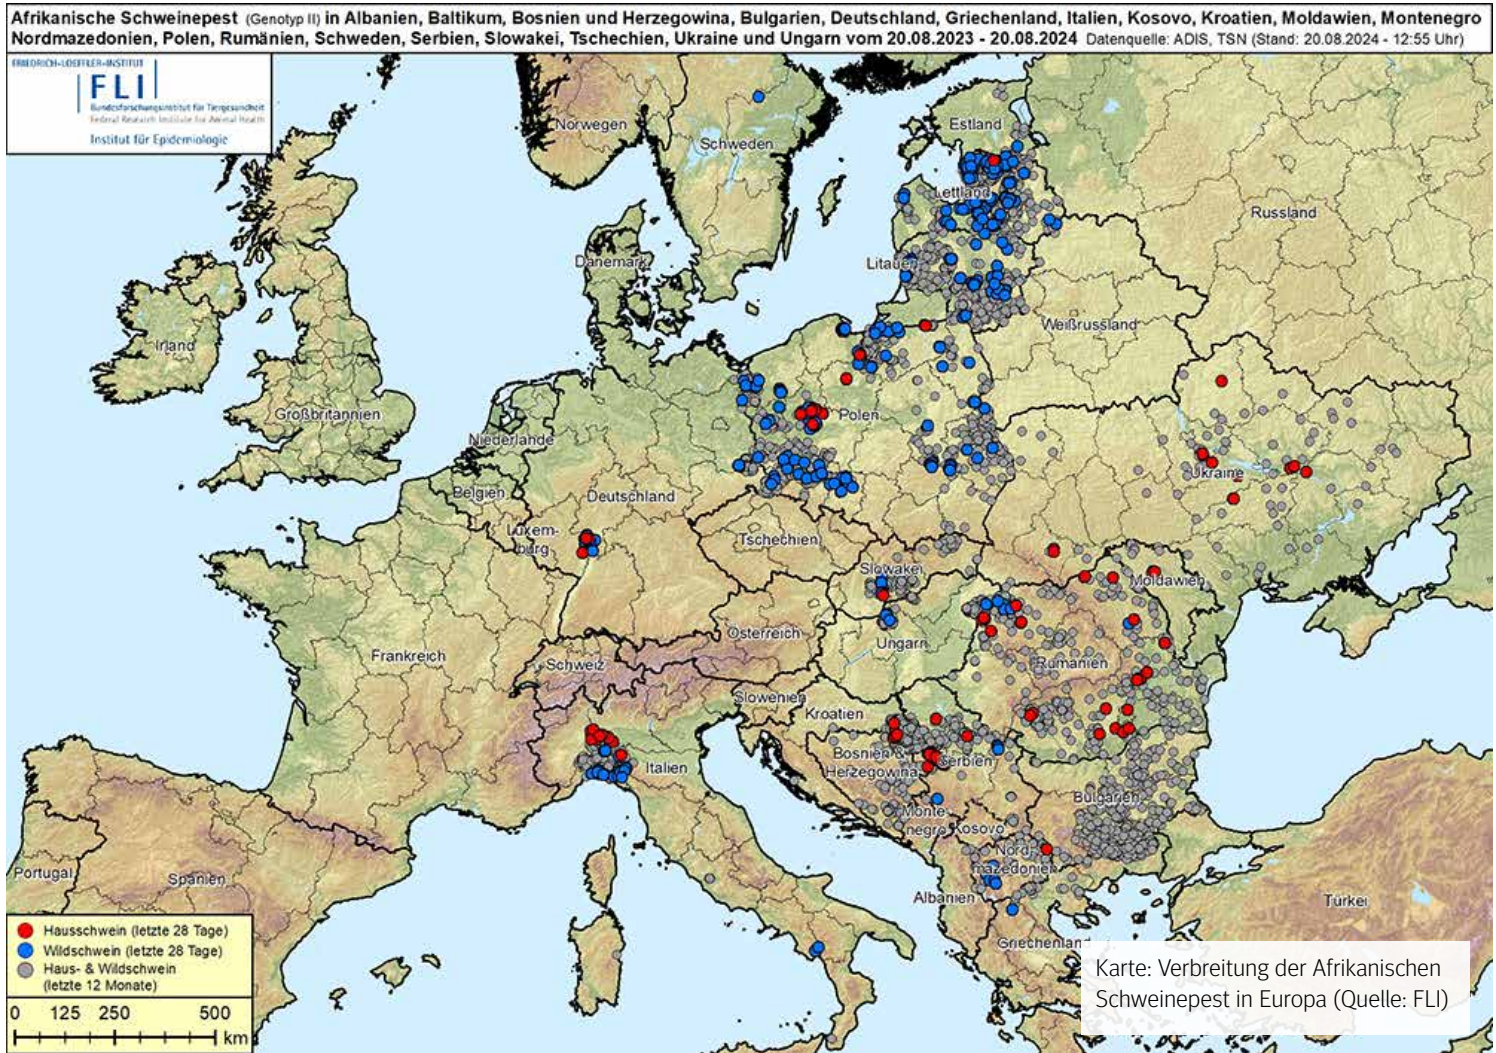 Afrikanische Schweinepest (Genotyp II) in Albanien, Baltikum, Bosnien und Herzegowina, Bulgarien, Deutschland, Griechenland, Italien, Kosovo, Kroatien, Moldawien, Montenegro
Nordmazedonien, Polen, Rumänien, Schweden, Serbien, Slowakei, Tschechien, Ukraine und Ungarn vom 20.08.2023 - 20.08.2024 Datenquelle: ADIS, TSN (Stand: 20.08.2024 - 12:55 Uhr)
FRIEDRICH-LOEFFLER-INSTITUT
FLI
Bundesforschungsinstitut für Tiergesundheit
Federal Research Institute for Animal Health
Institut für Epidemiologie
Norwegen
Schweden
Estland
Lettland
Russland
Dänemark
Litauen
Weißrussland
Irland
Großbritannien
Niederlande
Polen
Belgien
Deutschland
Ukraine
Luxem-
burg
Tschechien
Slowakei
Moldawien
Österreich
Ungarn
Frankreich
Schweiz
Rumänien
Slowenien
Kroatien
Italien
Bosnien &
Herzegowina
Serbien
Monte-
negro
Kosovo
Bulgarien
Nord-
mazedonien
Portugal
Spanien
Albanien
Türkei
Griechenland
Hausschwein (letzte 28 Tage)
Wildschwein (letzte 28 Tage)
Haus- & Wildschwein
(letzte 12 Monate)
0 125 250 500
km
Karte: Verbreitung der Afrikanischen
Schweinepest in Europa (Quelle: FLI)